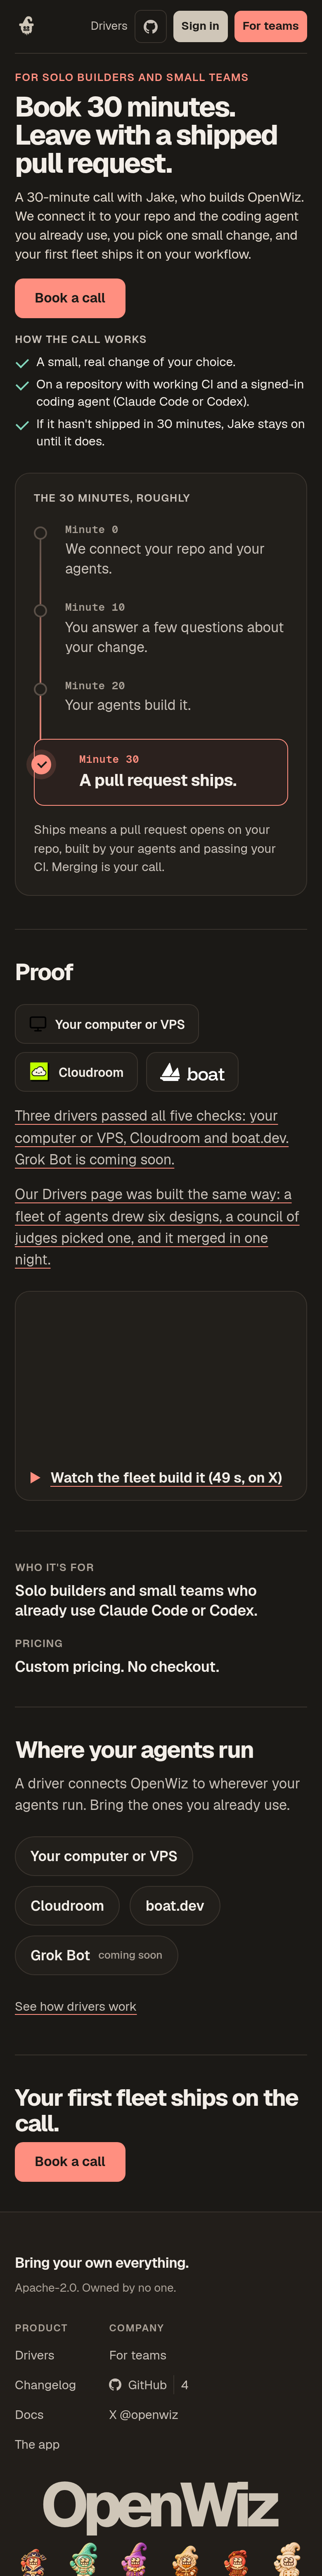 Drivers
Sign in
For teams
FOR SOLO BUILDERS AND SMALL TEAMS
Book 30 minutes.
Leave with a shipped
pull request.
A 30-minute call with Jake, who builds OpenWiz.
We connect it to your repo and the coding agent
you already use, you pick one small change, and
your first fleet ships it on your workflow.
Book a call
HOW THE CALL WORKS
A small, real change of your choice.
On a repository with working CI and a signed-in
coding agent (Claude Code or Codex).
If it hasn't shipped in 30 minutes, Jake stays on
until it does.
THE 30 MINUTES, ROUGHLY
Minute 0
We connect your repo and your
agents.
Minute 10
You answer a few questions about
your change.
Minute 20
Your agents build it.
Minute 30
A pull request ships.
Ships means a pull request opens on your
repo, built by your agents and passing your
CI. Merging is your call.
Proof
Your computer or VPS
Cloudroom
boat
Three drivers passed all five checks: your
computer or VPS, Cloudroom and boat.dev.
Grok Bot is coming soon.
Our Drivers page was built the same way: a
fleet of agents drew six designs, a council of
judges picked one, and it merged in one
night.
Watch the fleet build it (49 s, on X)
WHO IT'S FOR
Solo builders and small teams who
already use Claude Code or Codex.
PRICING
Custom pricing. No checkout.
Where your agents run
A driver connects OpenWiz to wherever your
agents run. Bring the ones you already use.
Your computer or VPS
Cloudroom
boat.dev
Grok Bot coming soon
See how drivers work
Your first fleet ships on the
call.
Book a call
Bring your own everything.
Apache-2.0. Owned by no one.
PRODUCT
Drivers
Changelog
Docs
The app
COMPANY
For teams
GitHub 4
X @openwiz
OpenWiz